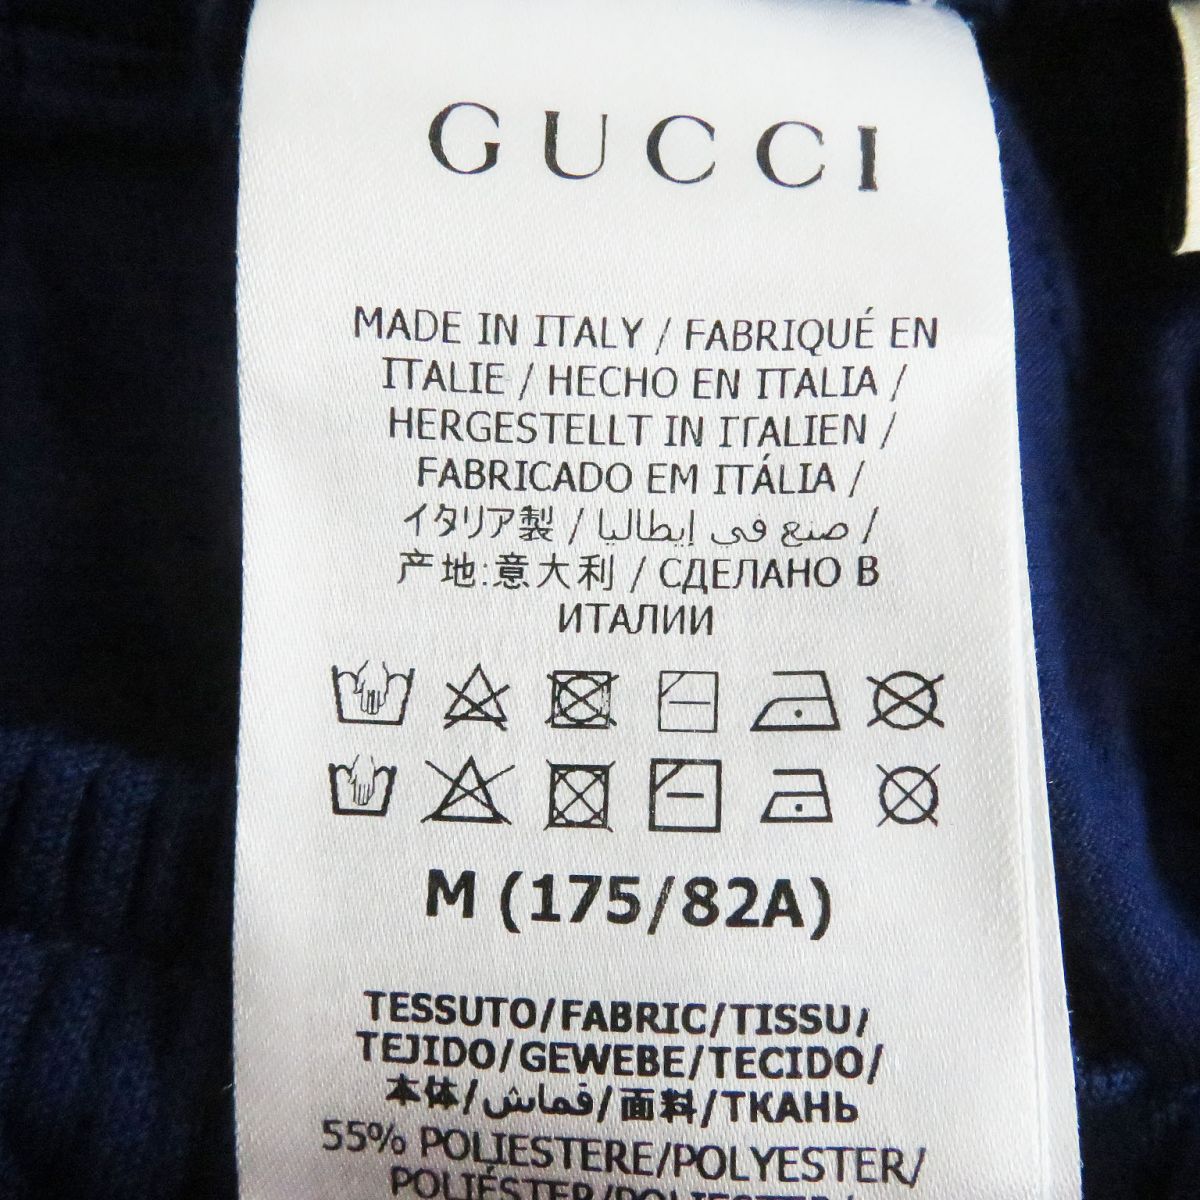 GUCCI
MADE IN ITALY / FABRIQUÉ EN
ITALIE / HECHO EN ITALIA /
HERGESTELLT IN ITALIEN /
FABRICADO EM ITÁLIA /
イタリア製 / صنع في إيطاليا /
产地:意大利 / СДЕЛАНО В
ИТАЛИИ
M (175/82A)
TESSUTO/FABRIC/TISSU/
TEJIDO/GEWEBE/TECIDO/
本体/قماش/面料/ТКАНЬ
55% POLIESTERE/POLYESTER/
POLIÉSTER/POLIESTER/